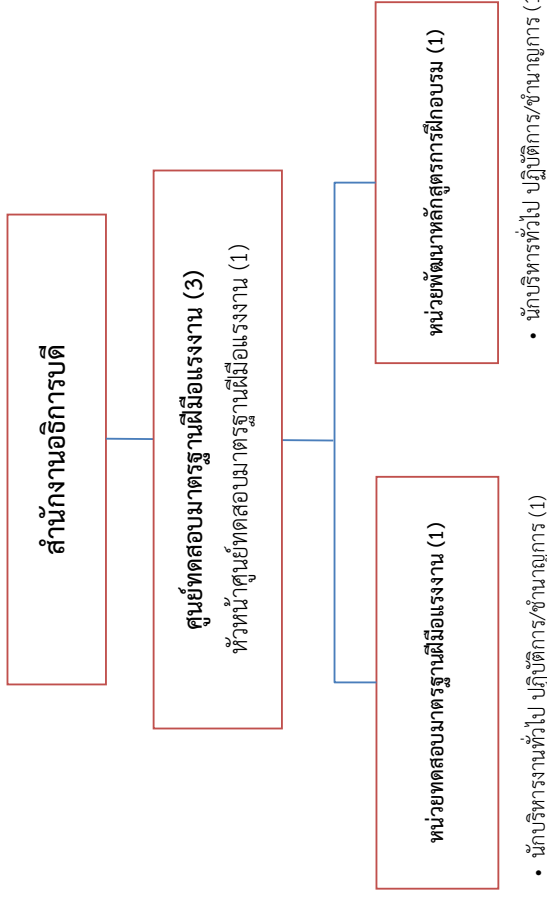 สำนักงานอธิการบดี
ศูนย์ทดสอบมาตรฐานฝีมือแรงงาน (3)
หัวหน้าศูนย์ทดสอบมาตรฐานฝีมือแรงงาน (1)
หน่วยทดสอบมาตรฐานฝีมือแรงงาน (1)
• นักบริหารงานทั่วไป ปฏิบัติการ/ชำนาญการ (1)
หน่วยพัฒนาหลักสูตรการฝึกอบรม (1)
• นักบริหารทั่วไป ปฏิบัติการ/ชำนาญการ (1